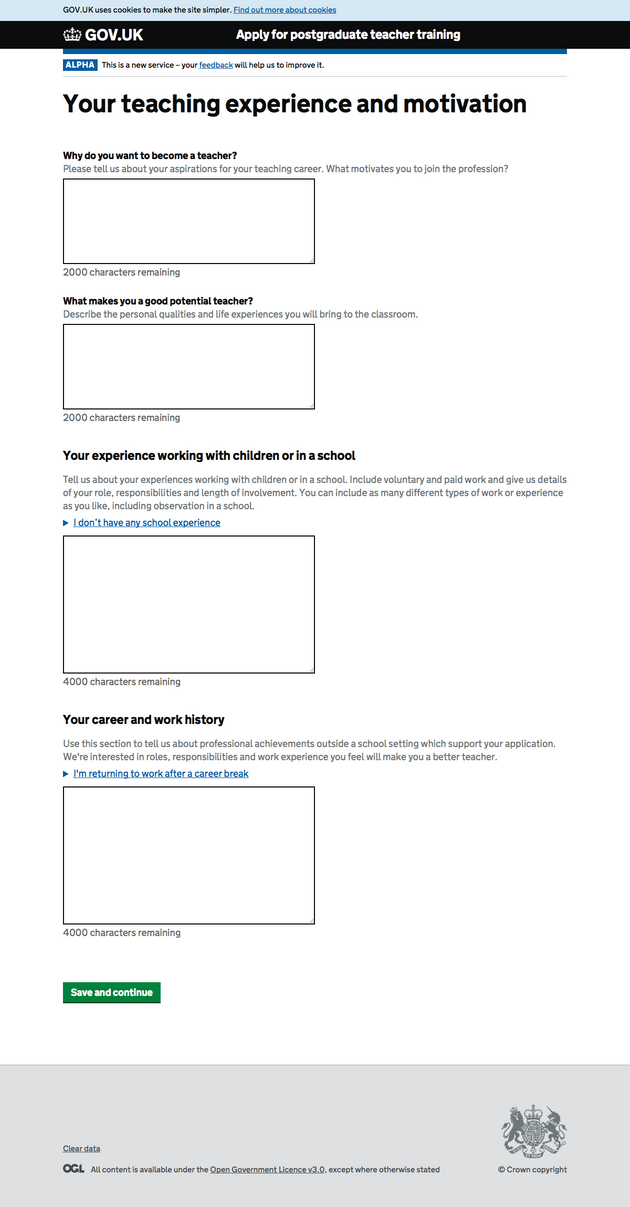 GOV.UK uses cookies to make the site simpler. Find out more about cookies
GOV.UK
Apply for postgraduate teacher training
ALPHA This is a new service – your feedback will help us to improve it.
Your teaching experience and motivation
Why do you want to become a teacher?
Please tell us about your aspirations for your teaching career. What motivates you to join the profession?
2000 characters remaining
What makes you a good potential teacher?
Describe the personal qualities and life experiences you will bring to the classroom.
2000 characters remaining
Your experience working with children or in a school
Tell us about your experiences working with children or in a school. Include voluntary and paid work and give us details
of your role, responsibilities and length of involvement. You can include as many different types of work or experience
as you like, including observation in a school.
I don't have any school experience
4000 characters remaining
Your career and work history
Use this section to tell us about professional achievements outside a school setting which support your application.
We're interested in roles, responsibilities and work experience you feel will make you a better teacher.
I'm returning to work after a career break
4000 characters remaining
Save and continue
Clear data
OGL All content is available under the Open Government Licence v3.0, except where otherwise stated
© Crown copyright